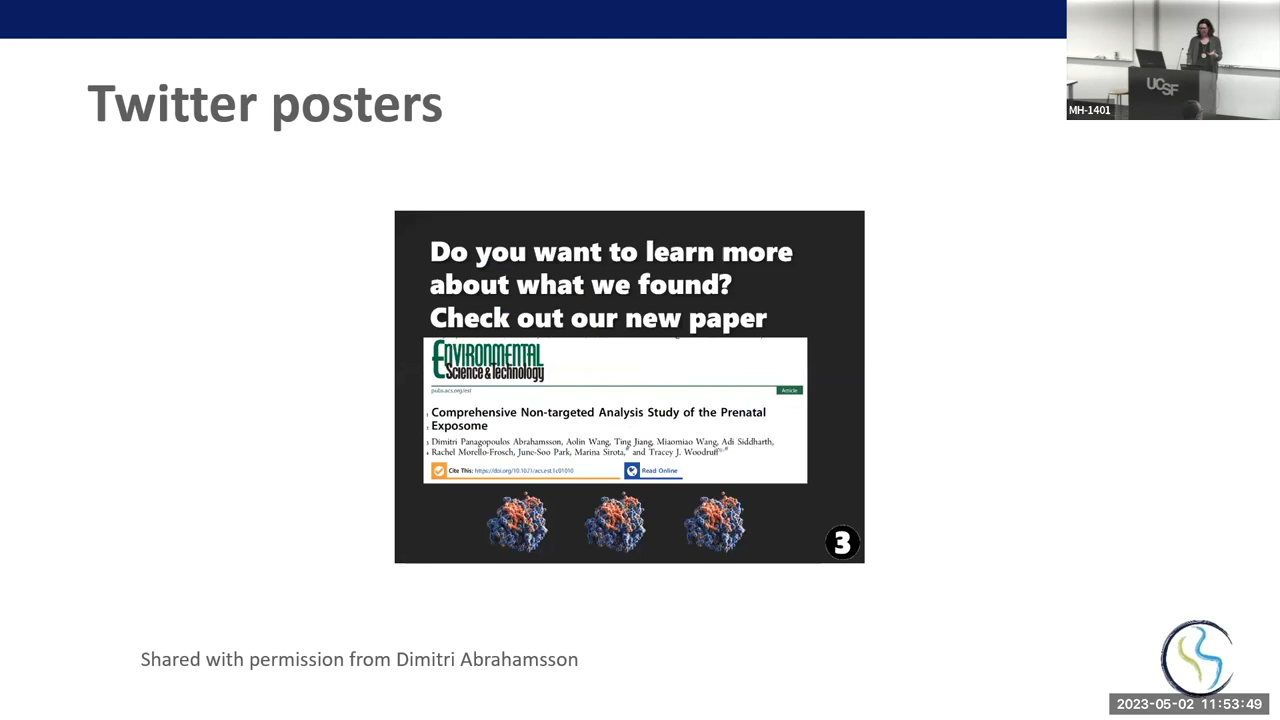 Twitter posters
UCSF
MH-1401
Do you want to learn more
about what we found?
Check out our new paper
ENVIRONMENTAL
Science & Technology
pubs.acs.org/est
Article
Comprehensive Non-targeted Analysis Study of the Prenatal
Exposome
Dimitri Panagopoulos Abrahamsson, Aolin Wang, Ting Jiang, Miaomiao Wang, Adi Siddharth,
Rachel Morello-Frosch, June-Soo Park, Marina Sirota, and Tracey J. Woodruff
Cite This: https://doi.org/10.1021/acs.est.1c01010
Read Online
3
Shared with permission from Dimitri Abrahamsson
2023-05-02 11:53:49